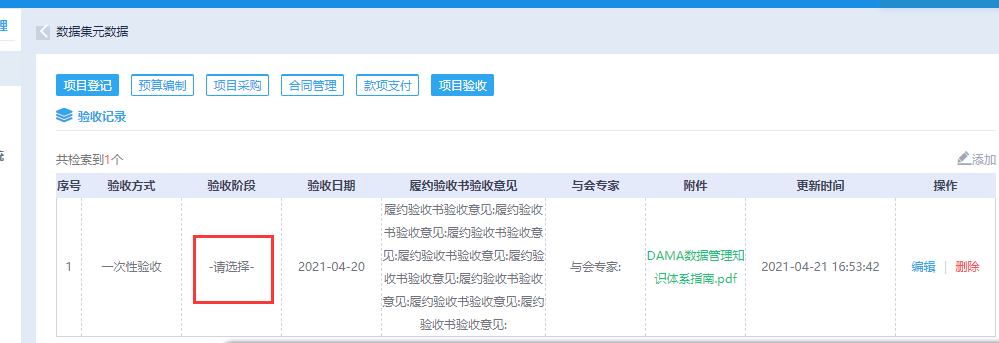 理
数据集元数据
项目登记 预算编制 项目采购 合同管理 款项支付 项目验收
验收记录
共检索到1个 添加
序号 验收方式 验收阶段 验收日期 履约验收书验收意见 与会专家 附件 更新时间 操作
履约验收书验收意见;履约验收
书验收意见;履约验收书验收意
1 一次性验收 -请选择- 2021-04-20 见;履约验收书验收意见;履约验 与会专家; DAMA数据管理知 2021-04-21 16:53:42 编辑 | 删除
收书验收意见;履约验收书验收 识体系指南.pdf
意见;履约验收书验收意见;履约
验收书验收意见;